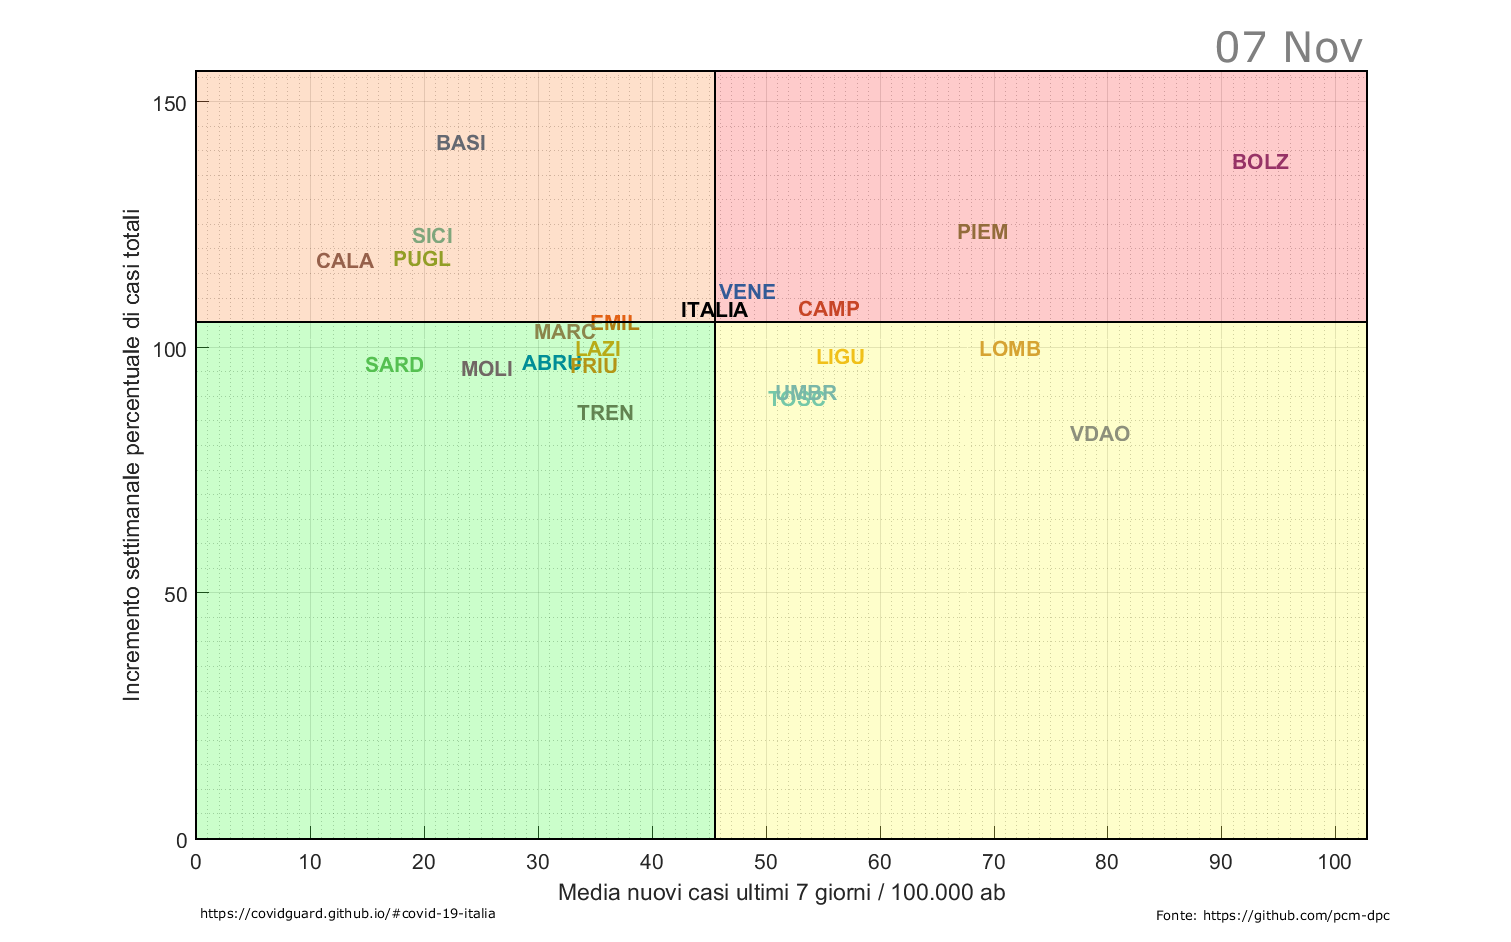 07 Nov
150
BASI
BOLZ
PIEM
SICI
PUGL
CALA
VENE
CAMP
ITALIA
EMIL
MARC
100
LAZI
LOMB
LIGU
ABRU
FRIU
SARD
MOLI
UMBR
TOSC
TREN
VDAO
50
0
Incremento settimanale percentuale di casi totali
0 10 20 30 40 50 60 70 80 90 100
Media nuovi casi ultimi 7 giorni / 100.000 ab
https://covidguard.github.io/#covid-19-italia
Fonte: https://github.com/pcm-dpc